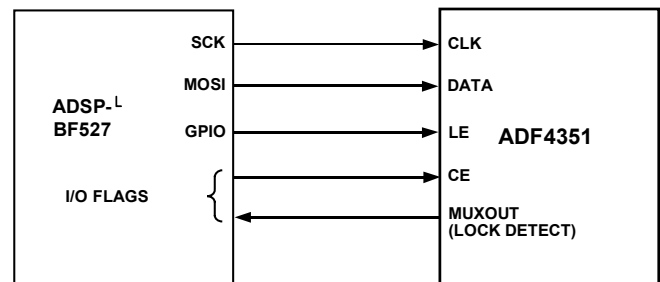 SCK
MOSI
ADSP-
BF527
GPIO
I/O FLAGS
CLK
DATA
LE
ADF4351
CE
MUXOUT
(LOCK DETECT)